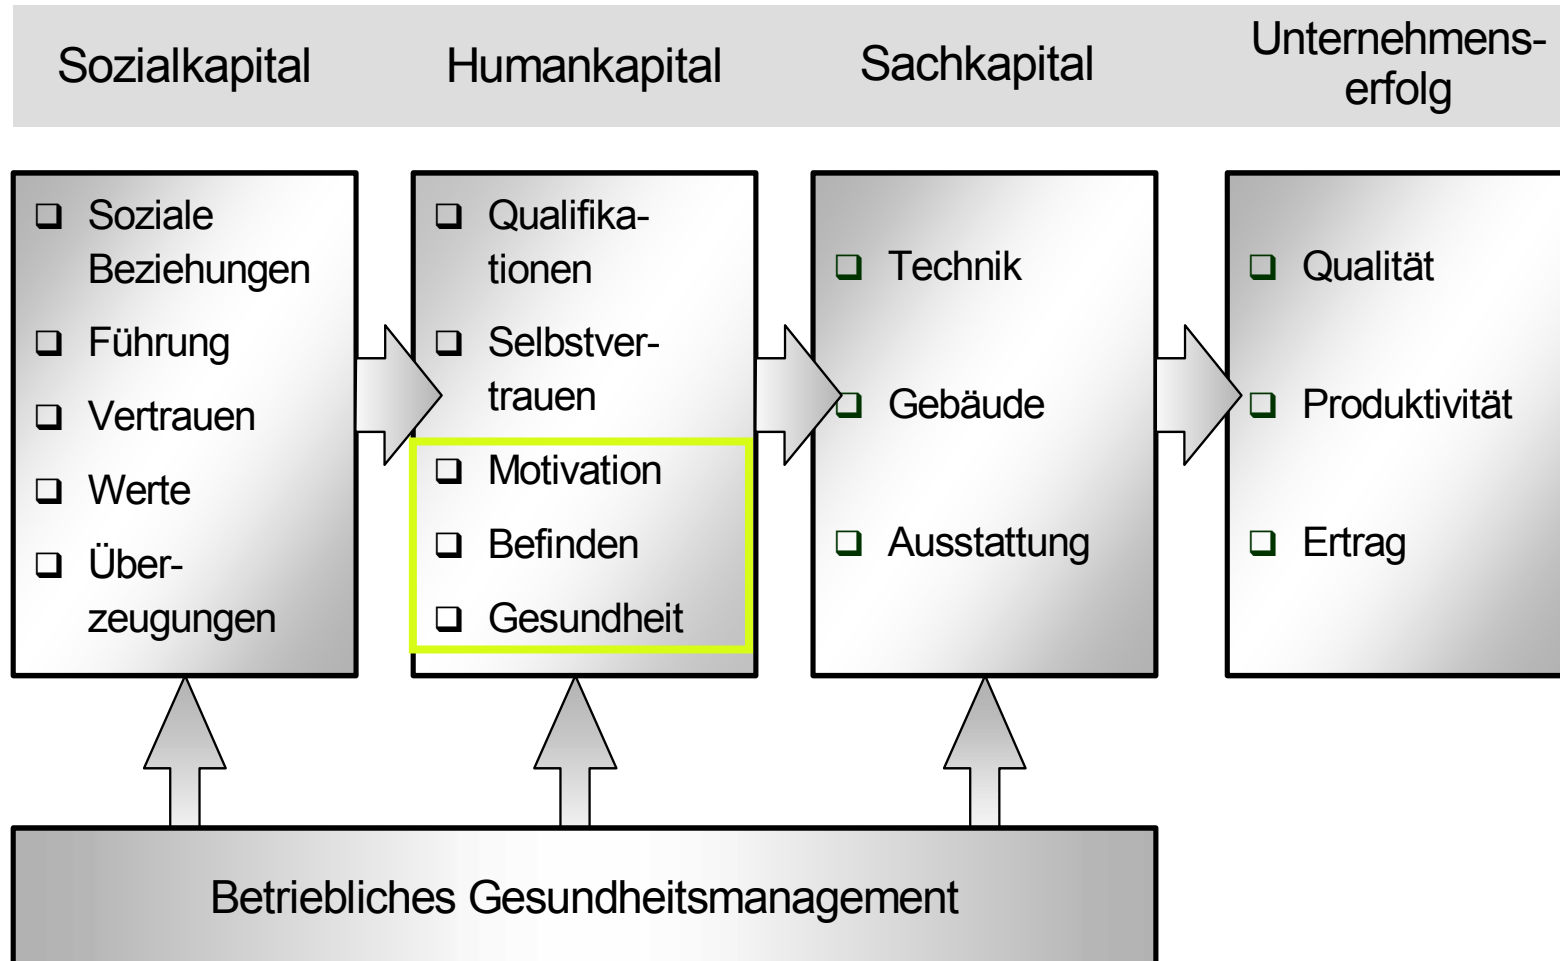 Sozialkapital
Humankapital
Sachkapital
Unternehmens-
erfolg
❑ Soziale
Beziehungen
❑ Führung
❑ Vertrauen
❑ Werte
❑ Über-
zeugungen
❑ Qualifika-
tionen
❑ Selbstver-
trauen
❑ Motivation
❑ Befinden
❑ Gesundheit
❑ Technik
❑ Gebäude
❑ Ausstattung
❑ Qualität
❑ Produktivität
❑ Ertrag
Betriebliches Gesundheitsmanagement